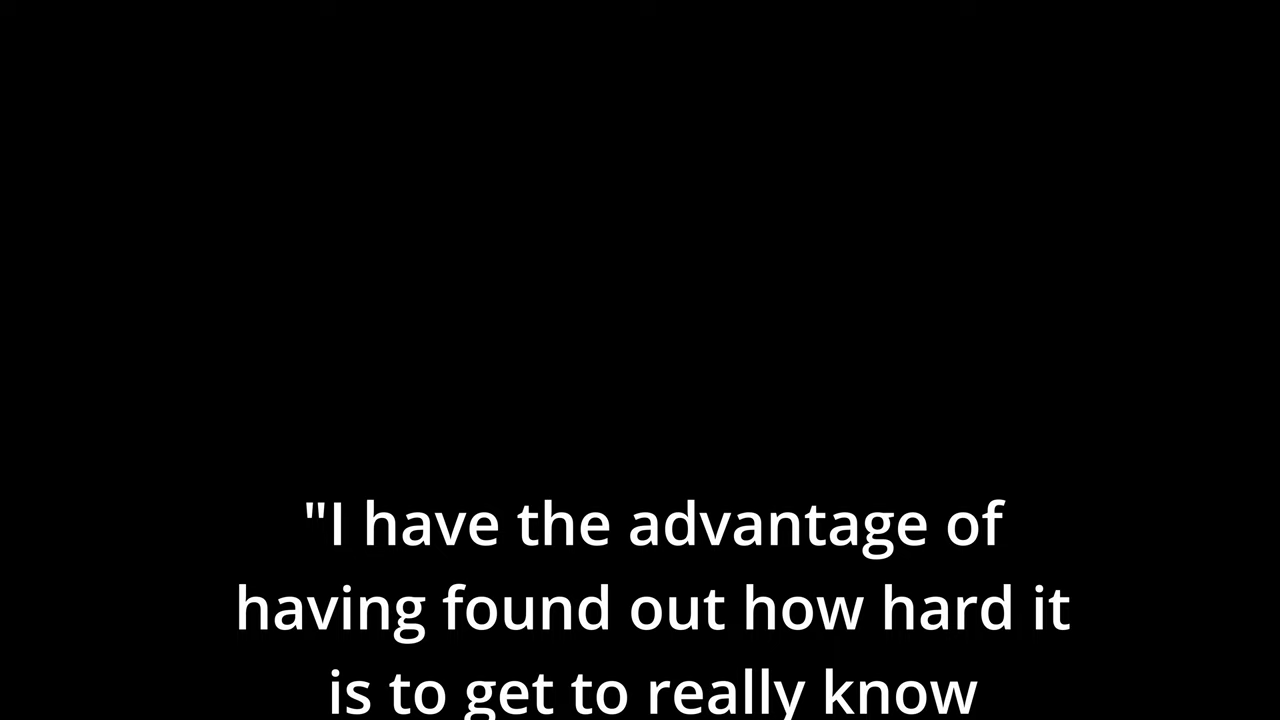 "I have the advantage of
having found out how hard it
is to get to really know